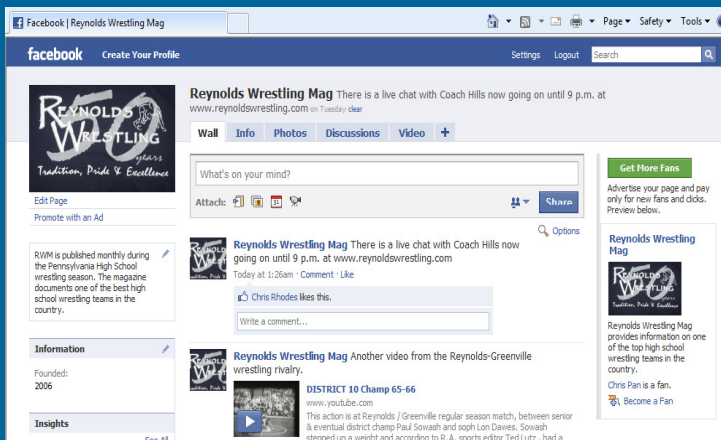 Facebook | Reynolds Wrestling Mag
Page Safety Tools
facebook Create Your Profile Settings Logout Search
REYNOLDS
50
WRESTLING
years
Tradition, Pride & Excellence
Edit Page
Promote with an Ad
RWM is published monthly during
the Pennsylvania High School
wrestling season. The magazine
documents one of the best high
school wrestling teams in the
country.
Information
Founded:
2006
Insights
See All
Reynolds Wrestling Mag There is a live chat with Coach Hills now going on until 9 p.m. at
www.reynoldswrestling.com on Tuesday clear
Wall Info Photos Discussions Video +
What's on your mind?
Attach: 31 Share
Options
Reynolds Wrestling Mag There is a live chat with Coach Hills now
going on until 9 p.m. at www.reynoldswrestling.com
Today at 1:26am · Comment · Like
Chris Rhodes likes this.
Write a comment...
Reynolds Wrestling Mag Another video from the Reynolds-Greenville
wrestling rivalry.
DISTRICT 10 Champ 65-66
www.youtube.com
This action is at Reynolds / Greenville regular season match, between senior
& eventual district champ Paul Sowash and soph Lon Dawes. Sowash
stepped up a weight and according to R.A. sports editor Ted Lutz , had a
Get More Fans
Advertise your page and pay
only for new fans and clicks.
Preview below.
Reynolds Wrestling
Mag
REYNOLDS
50
WRESTLING
Tradition, Pride & Excellence
Reynolds Wrestling Mag
provides information on one
of the top high school
wrestling teams in the
country.
Chris Pan is a fan.
Become a Fan